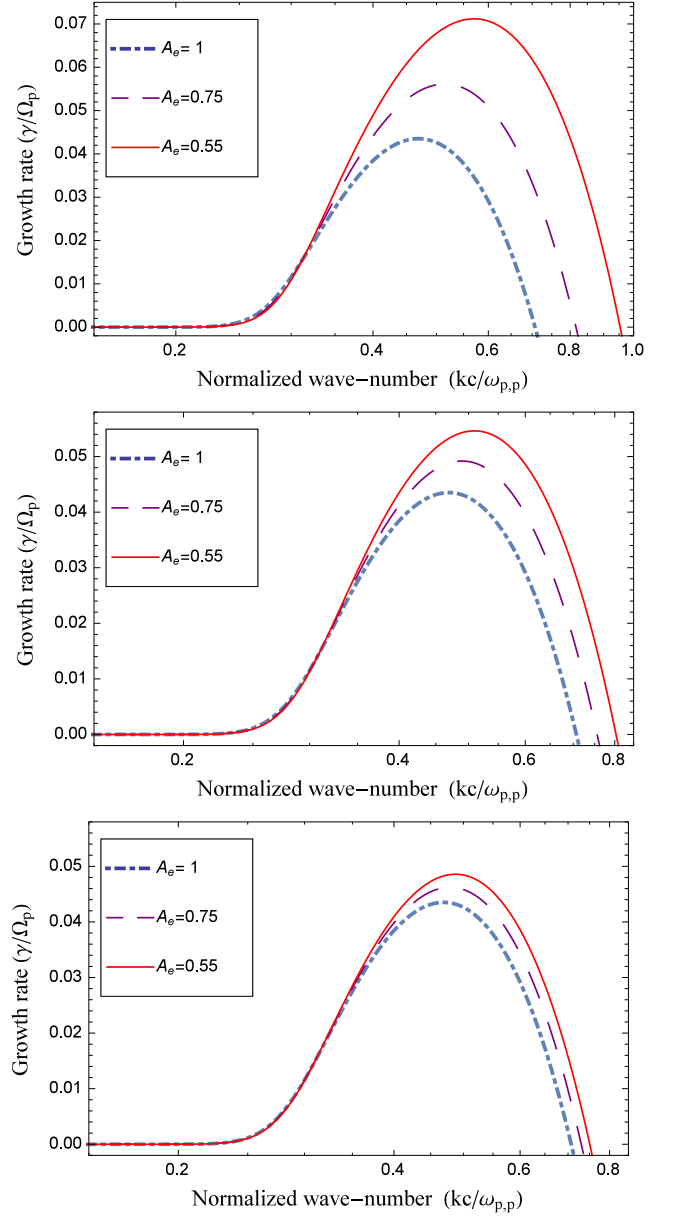 0.07
0.06
0.05
0.04
0.03
0.02
0.01
0.00
Growth rate (γ/Ωp)
Ae= 1
Ae=0.75
Ae=0.55
0.2 0.4 0.6 0.8 1.0
Normalized wave−number (kc/ωp,p)
0.05
0.04
0.03
0.02
0.01
0.00
Growth rate (γ/Ωp)
Ae= 1
Ae=0.75
Ae=0.55
0.2 0.4 0.6 0.8
Normalized wave−number (kc/ωp,p)
0.05
0.04
0.03
0.02
0.01
0.00
Growth rate (γ/Ωp)
Ae= 1
Ae=0.75
Ae=0.55
0.2 0.4 0.6 0.8
Normalized wave−number (kc/ωp,p)